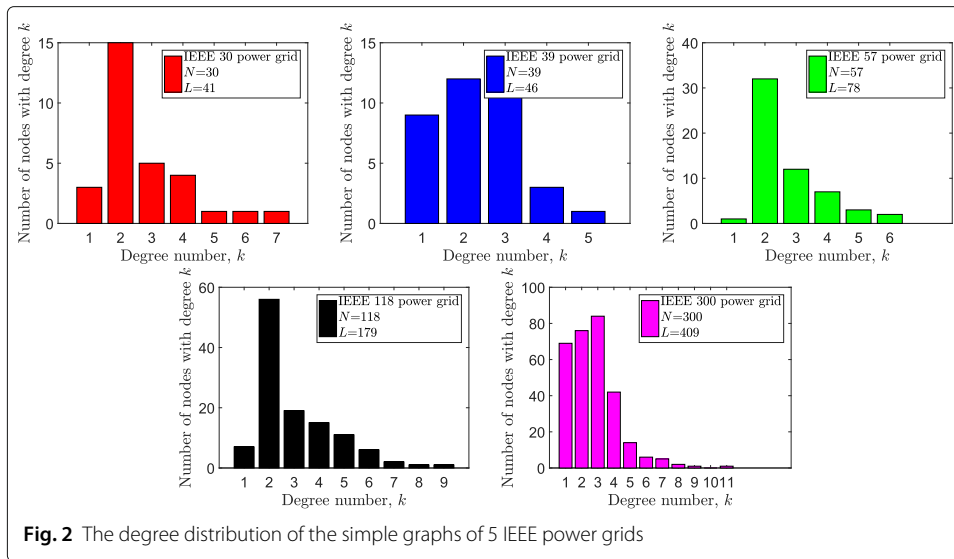 Number of nodes with degree k
15
10
5
0
1 2 3 4 5 6 7
Degree number, k
IEEE 30 power grid
N=30
L=41
Number of nodes with degree k
15
10
5
0
1 2 3 4 5
Degree number, k
IEEE 39 power grid
N=39
L=46
Number of nodes with degree k
40
30
20
10
0
1 2 3 4 5 6
Degree number, k
IEEE 57 power grid
N=57
L=78
Number of nodes with degree k
60
40
20
0
1 2 3 4 5 6 7 8 9
Degree number, k
IEEE 118 power grid
N=118
L=179
Number of nodes with degree k
100
80
60
40
20
0
1 2 3 4 5 6 7 8 9 10 11
Degree number, k
IEEE 300 power grid
N=300
L=409
Fig. 2 The degree distribution of the simple graphs of 5 IEEE power grids